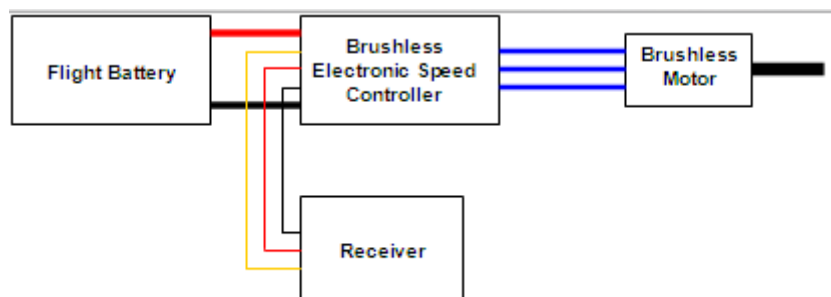 Flight Battery
Brushless
Electronic Speed
Controller
Brushless
Motor
Receiver